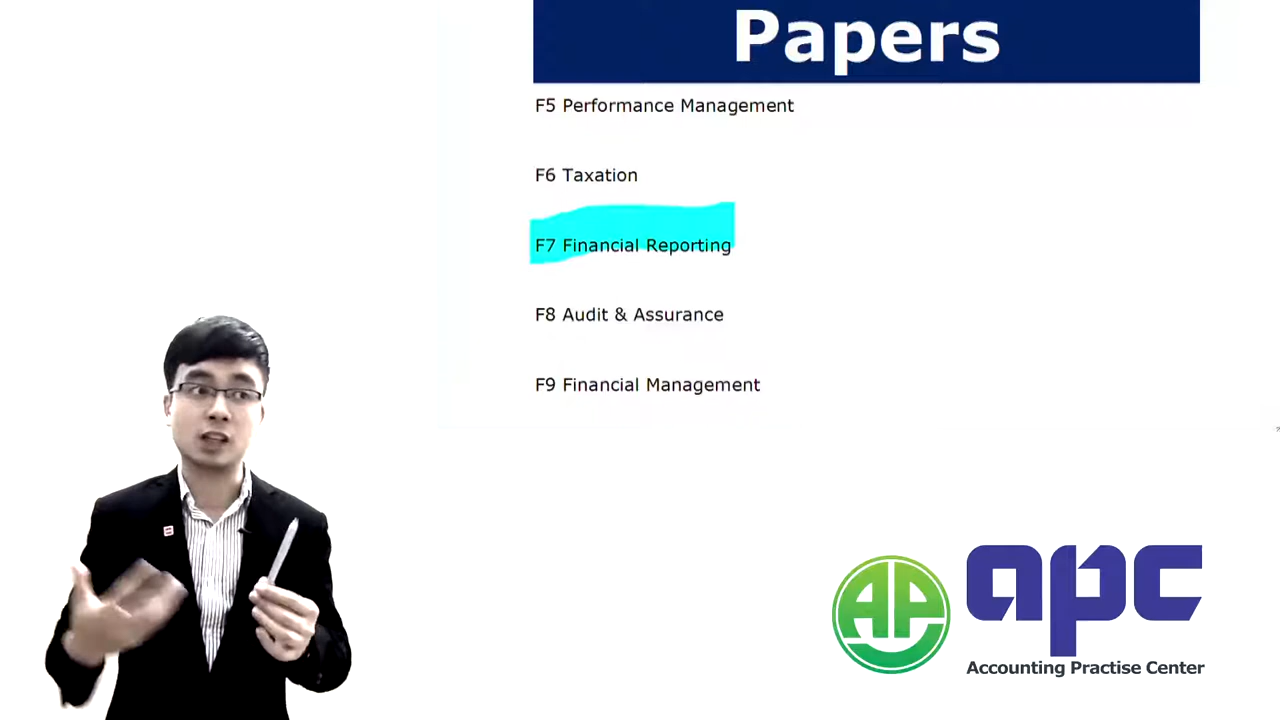 Papers
F5 Performance Management
F6 Taxation
F7 Financial Reporting
F8 Audit & Assurance
F9 Financial Management
AP
apc
Accounting Practise Center